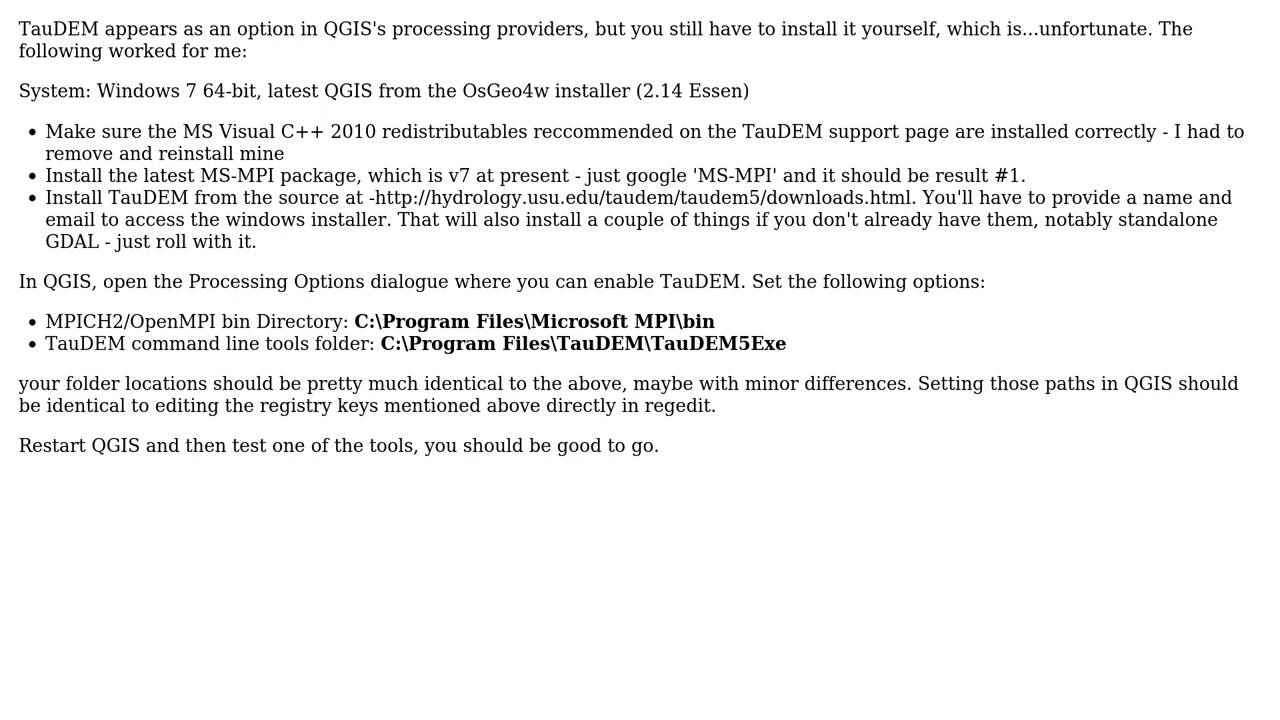 TauDEM appears as an option in QGIS's processing providers, but you still have to install it yourself, which is...unfortunate. The
following worked for me:
System: Windows 7 64-bit, latest QGIS from the OsGeo4w installer (2.14 Essen)
• Make sure the MS Visual C++ 2010 redistributables reccommended on the TauDEM support page are installed correctly - I had to
remove and reinstall mine
• Install the latest MS-MPI package, which is v7 at present - just google 'MS-MPI' and it should be result #1.
• Install TauDEM from the source at -http://hydrology.usu.edu/taudem/taudem5/downloads.html. You'll have to provide a name and
email to access the windows installer. That will also install a couple of things if you don't already have them, notably standalone
GDAL - just roll with it.
In QGIS, open the Processing Options dialogue where you can enable TauDEM. Set the following options:
• MPICH2/OpenMPI bin Directory: C:\Program Files\Microsoft MPI\bin
• TauDEM command line tools folder: C:\Program Files\TauDEM\TauDEM5Exe
your folder locations should be pretty much identical to the above, maybe with minor differences. Setting those paths in QGIS should
be identical to editing the registry keys mentioned above directly in regedit.
Restart QGIS and then test one of the tools, you should be good to go.